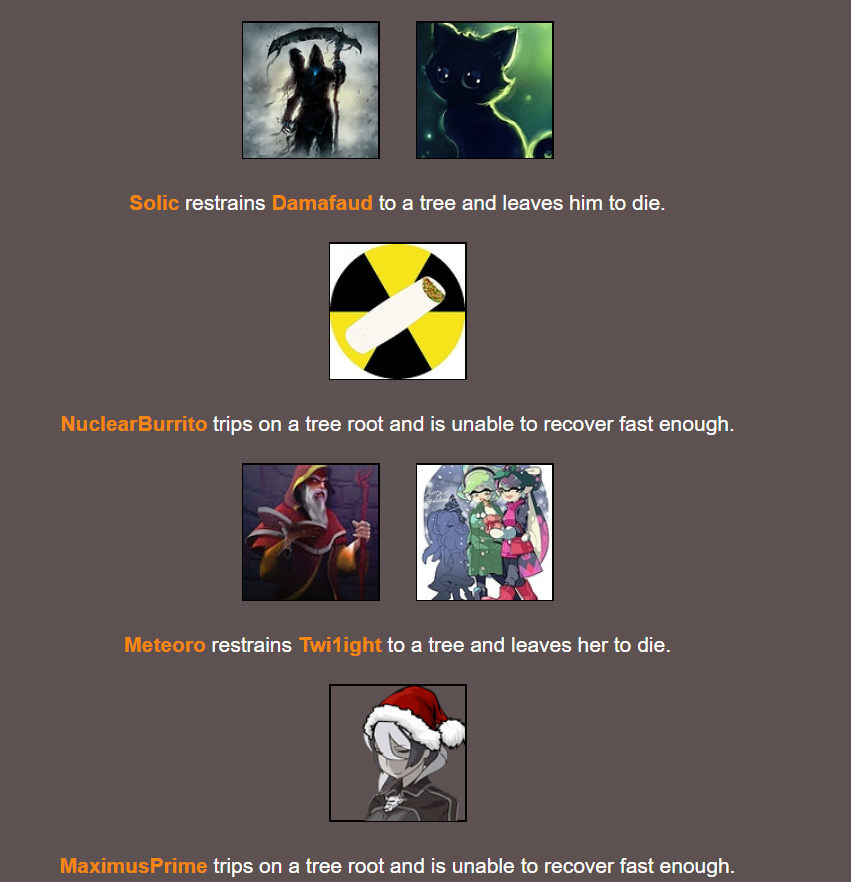 Solic restrains Damafaud to a tree and leaves him to die.
NuclearBurrito trips on a tree root and is unable to recover fast enough.
Meteoro restrains Twi1ight to a tree and leaves her to die.
MaximusPrime trips on a tree root and is unable to recover fast enough.